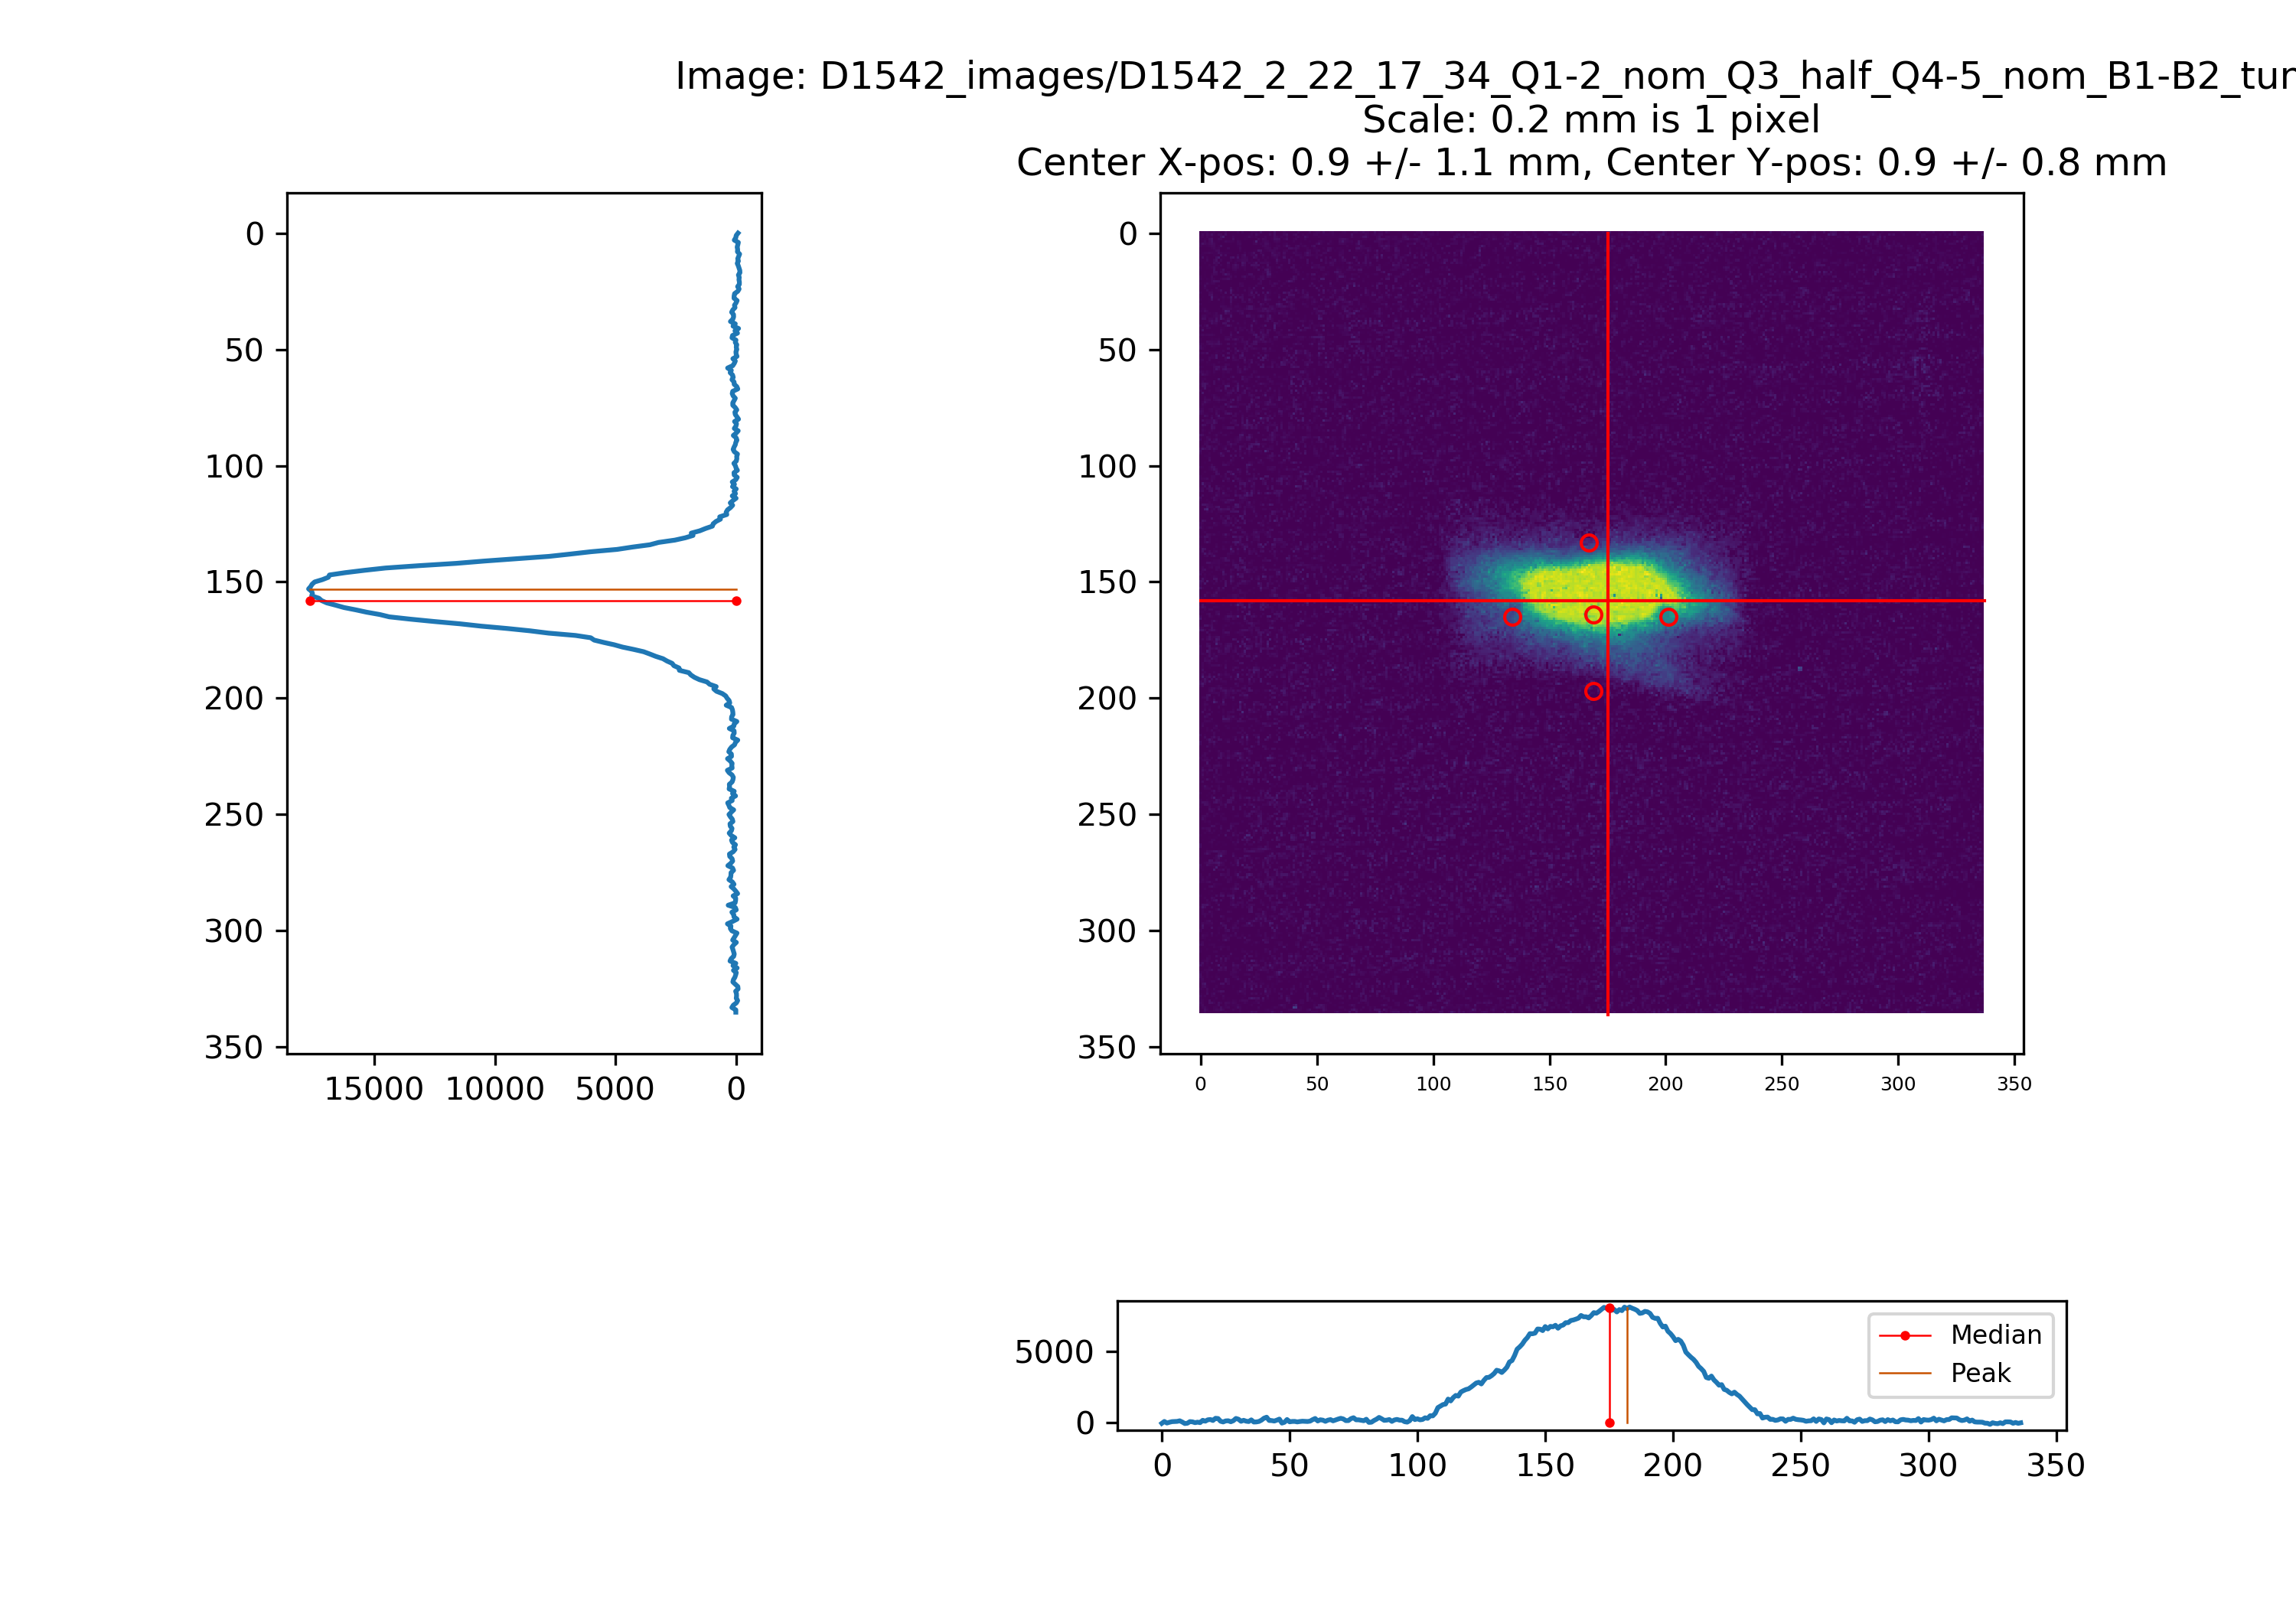 Image: D1542_images/D1542_2_22_17_34_Q1-2_nom_Q3_half_Q4-5_nom_B1-B2_tun
Scale: 0.2 mm is 1 pixel
Center X-pos: 0.9 +/- 1.1 mm, Center Y-pos: 0.9 +/- 0.8 mm
0
50
100
150
200
250
300
350
15000 10000 5000 0
0
50
100
150
200
250
300
350
0 50 100 150 200 250 300 350
5000
0
Median
Peak
0 50 100 150 200 250 300 350